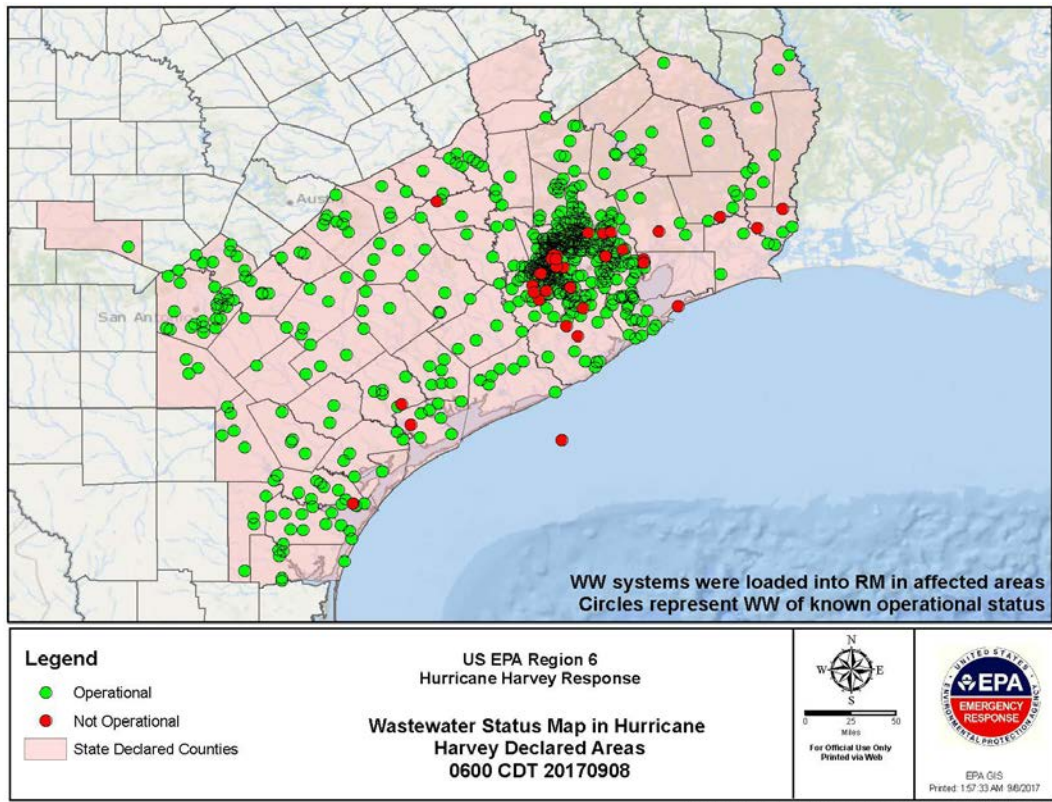 Aus
San Anton
WW systems were loaded into RM in affected areas
Circles represent WW of known operational status
Legend
Operational
Not Operational
State Declared Counties
US EPA Region 6
Hurricane Harvey Response
Wastewater Status Map in Hurricane
Harvey Declared Areas
0600 CDT 20170908
N
W E
S
0 25 50
Miles
For Official Use Only
Printed via Web
UNITED STATES
EPA
EMERGENCY
RESPONSE
ENVIRONMENTAL PROTECTION AGENCY
EPA GIS
Printed: 1:57:33 AM 9/8/2017